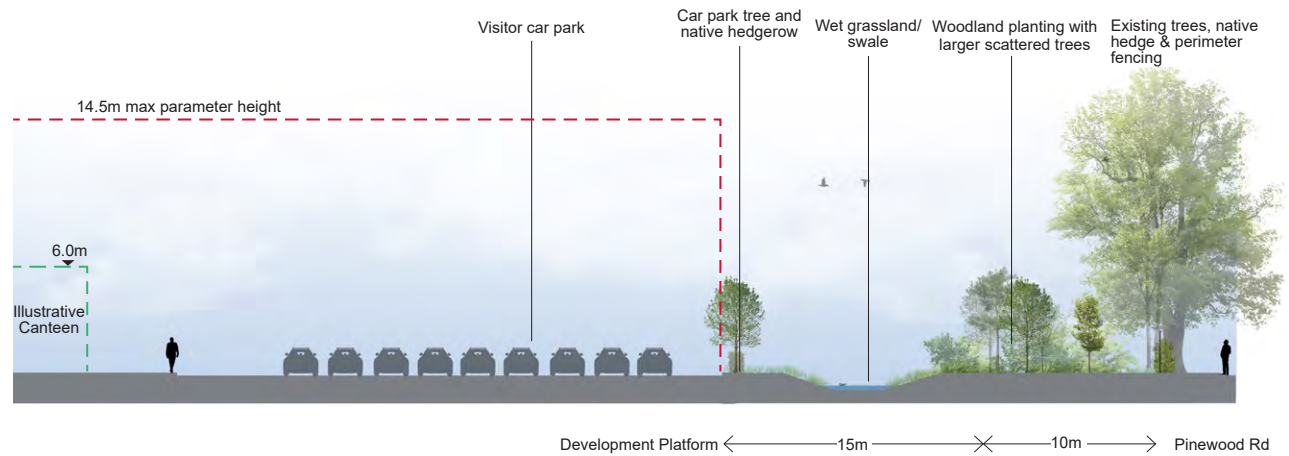 Visitor car park
Car park tree and
native hedgerow
Wet grassland/
swale
Woodland planting with
larger scattered trees
Existing trees, native
hedge & perimeter
fencing
14.5m max parameter height
6.0m
Illustrative
Canteen
Development Platform
15m
10m
Pinewood Rd